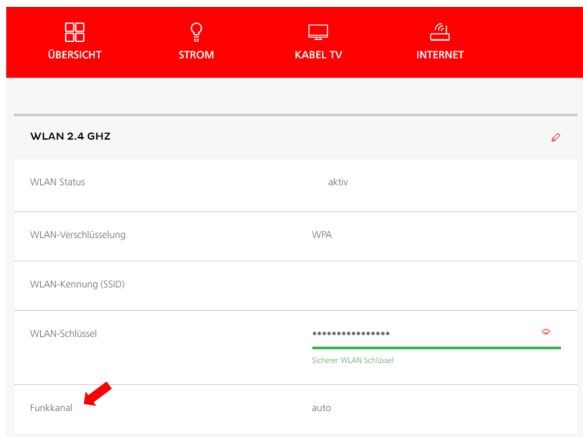 ÜBERSICHT STROM KABEL TV INTERNET
WLAN 2.4 GHZ
WLAN Status aktiv
WLAN-Verschlüsselung WPA
WLAN-Kennung (SSID)
WLAN-Schlüssel ••••••••••••••••
Sicherer WLAN Schlüssel
Funkkanal auto